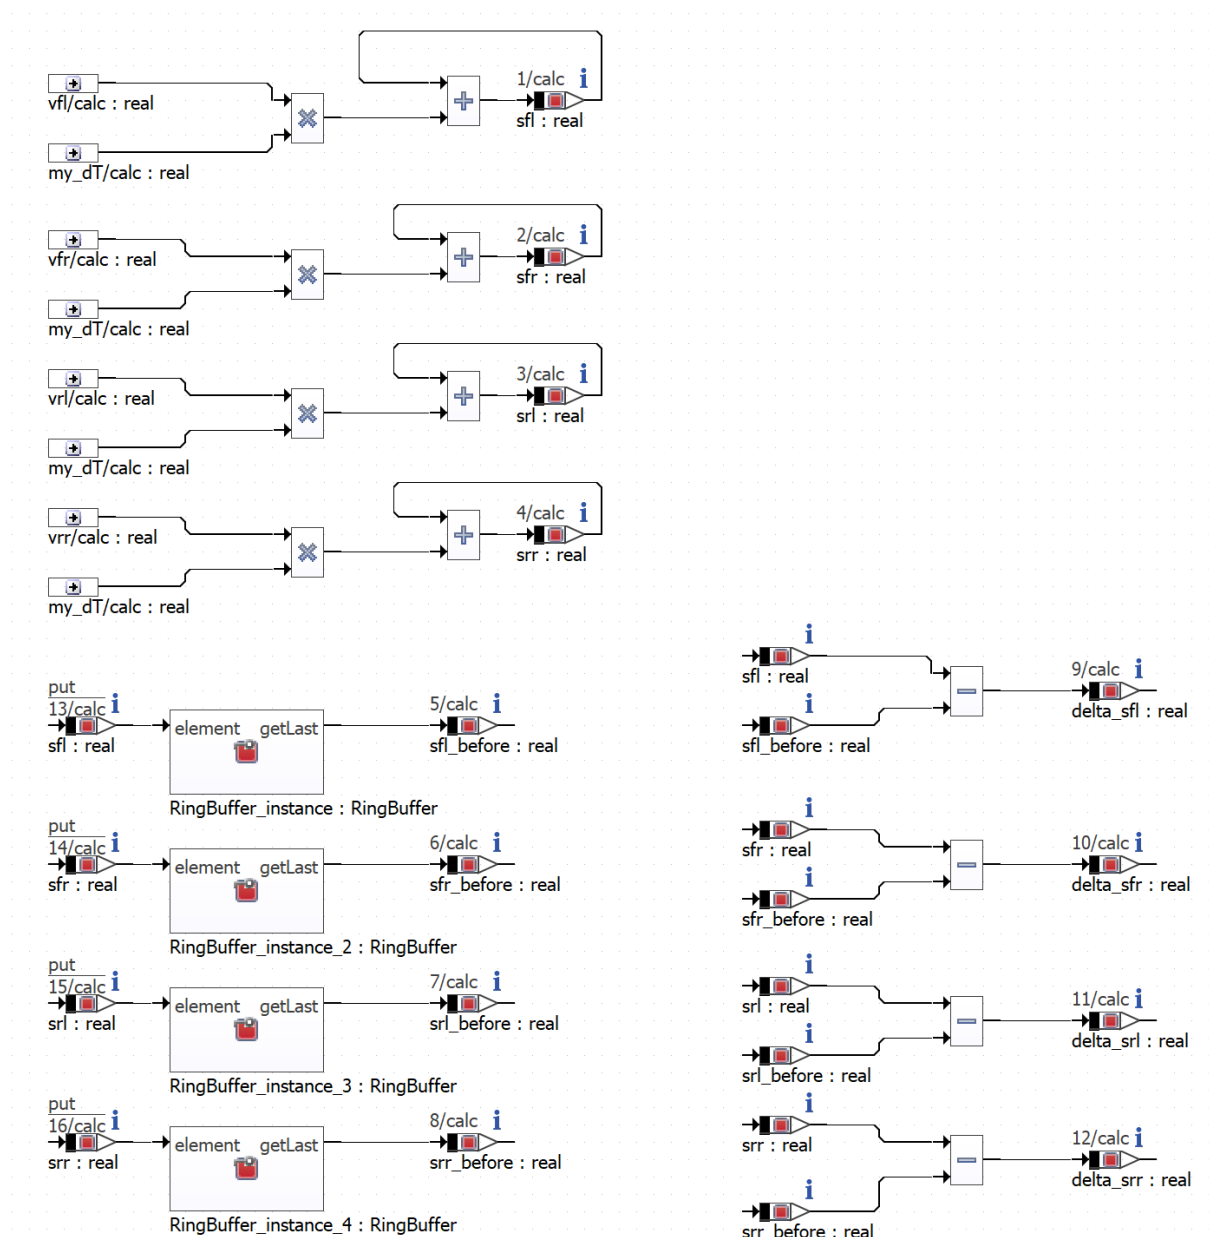 1/calc i
vfl/calc : real
sfl : real
my_dT/calc : real
2/calc i
vfr/calc : real
sfr : real
my_dT/calc : real
3/calc i
vrl/calc : real
srl : real
my_dT/calc : real
4/calc i
vrr/calc : real
srr : real
my_dT/calc : real
put
13/calc i
sfl : real
element getLast
5/calc i
sfl_before : real
RingBuffer_instance : RingBuffer
put
14/calc i
sfr : real
element getLast
6/calc i
sfr_before : real
RingBuffer_instance_2 : RingBuffer
put
15/calc i
srl : real
element getLast
7/calc i
srl_before : real
RingBuffer_instance_3 : RingBuffer
put
16/calc i
srr : real
element getLast
8/calc i
srr_before : real
RingBuffer_instance_4 : RingBuffer
i
sfl : real
i
sfl_before : real
9/calc i
delta_sfl : real
i
sfr : real
i
sfr_before : real
10/calc i
delta_sfr : real
i
srl : real
i
srl_before : real
11/calc i
delta_srl : real
i
srr : real
i
srr_before : real
12/calc i
delta_srr : real